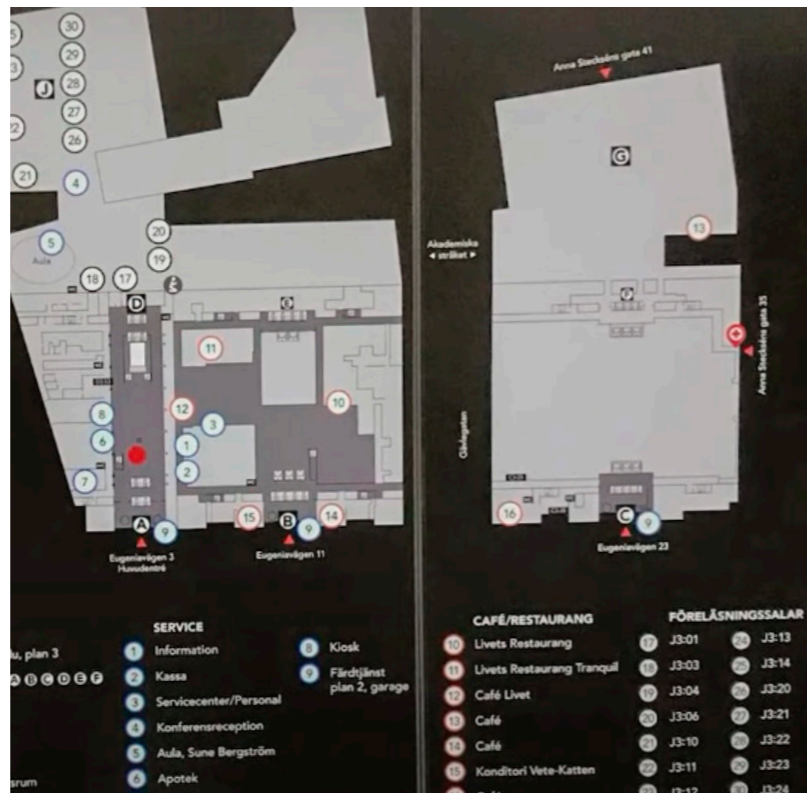 30
29
28
J
27
22
26
21
4
5
Aula
20
19
18
17
D
E
11
12
10
3
8
1
6
2
7
A
9
15
B
9
14
Eugeniavägen 3
Huvudentré
Eugeniavägen 11
Anna Steckséns gata 41
G
13
Akademiska
stråket
F
Anna Steckséns gata 35
Gävlegatan
16
C
9
Eugeniavägen 23
plan 3
A B C D E F
SERVICE
1 Information
2 Kassa
3 Servicecenter/Personal
4 Konferensreception
5 Aula, Sune Bergström
6 Apotek
8 Kiosk
9 Färdtjänst
plan 2, garage
CAFÉ/RESTAURANG
10 Livets Restaurang
11 Livets Restaurang Tranquil
12 Café Livet
13 Café
14 Café
15 Konditori Vete-Katten
FÖRELÄSNINGSSALAR
17 J3:01
18 J3:03
19 J3:04
20 J3:06
21 J3:10
22 J3:11
J3:12
24 J3:13
25 J3:14
26 J3:20
27 J3:21
28 J3:22
29 J3:23
30 J3:24